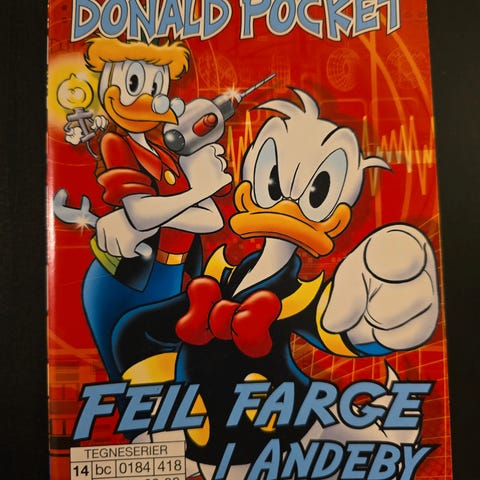 DONALD POCKET
FEIL FARGE
I ANDEBY
TEGNESERIER
14 bc 0184 418